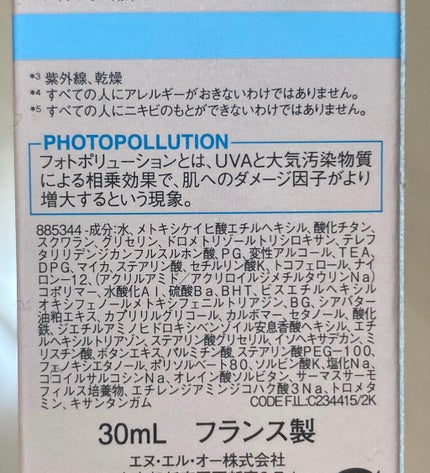 *3 紫外線、乾燥
*4 すべての人にアレルギーがおきないわけではありません。
*5 すべての人にニキビのもとができないわけではありません。
PHOTOPOLLUTION
フォトポリューションとは、UVAと大気汚染物質
による相乗効果で、肌へのダメージ因子がより
増大するという現象。
885344-成分:水、メトキシケイヒ酸エチルヘキシル、酸化チタン、
スクワラン、グリセリン、ドロメトリゾールトリシロキサン、テレフ
タリリデンジカンフルスルホン酸、PG、変性アルコール、TEA、
DPG、マイカ、ステアリン酸、セチルリン酸K、トコフェロール、ナイ
ロン-12、(アクリルアミド/アクリロイルジメチルタウリンNa)
コポリマー、水酸化Al、硫酸Ba、BHT、ビスエチルヘキシルオ
キシフェノールメトキシフェニルトリアジン、BG、シアバター
油粕エキス、カプリリルグリコール、カルボマー、セタノール、酸化
鉄、ジエチルアミノヒドロキシベンゾイル安息香酸ヘキシル、エチ
ルヘキシルトリアゾン、ステアリン酸グリセリル、イソヘキサデカン、ミ
リスチン酸、ボタンエキス、パルミチン酸、ステアリン酸PEG-100、
フェノキシエタノール、ポリソルベート80、ソルビン酸K、塩化Na、
ココイルサルコシンNa、オレイン酸ソルビタン、サーマスサーモ
フィルス培養物、エチレンジアミンジコハク酸3Na、トロメタ
ミン、キサンタンガム CODE F.I.L.:C234415/2K
30mL フランス製
エヌ・エル・オー株式会社